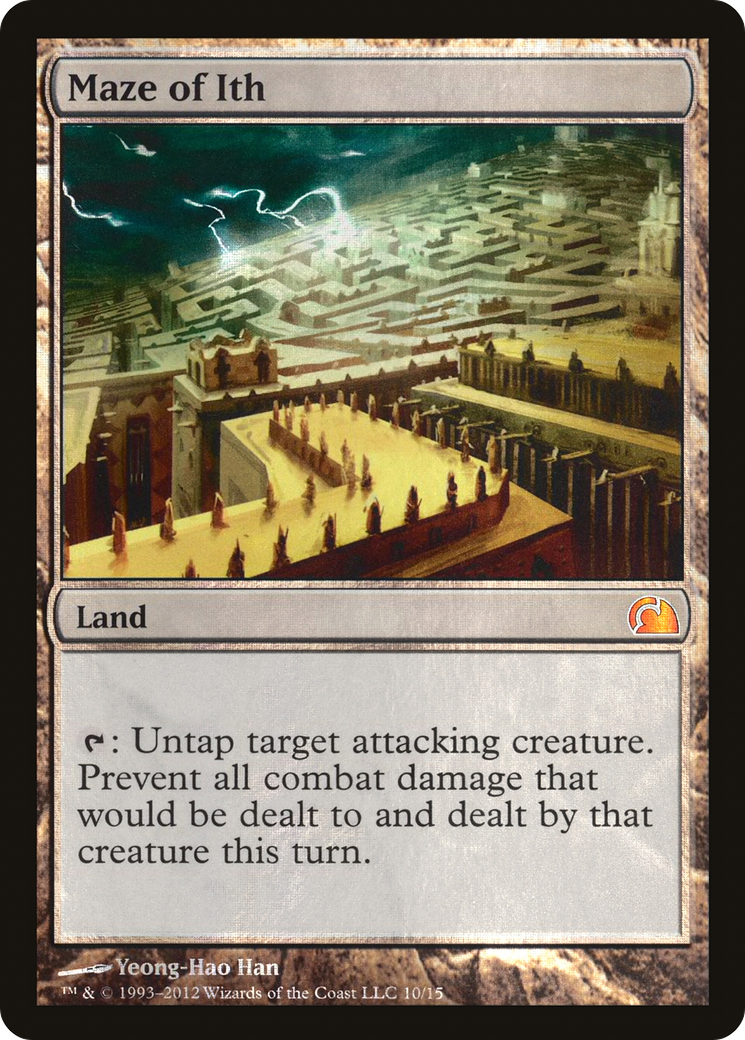 Maze of Ith
Land
: Untap target attacking creature.
Prevent all combat damage that
would be dealt to and dealt by that
creature this turn.
Yeong-Hao Han
™ & © 1993–2012 Wizards of the Coast LLC 10/15